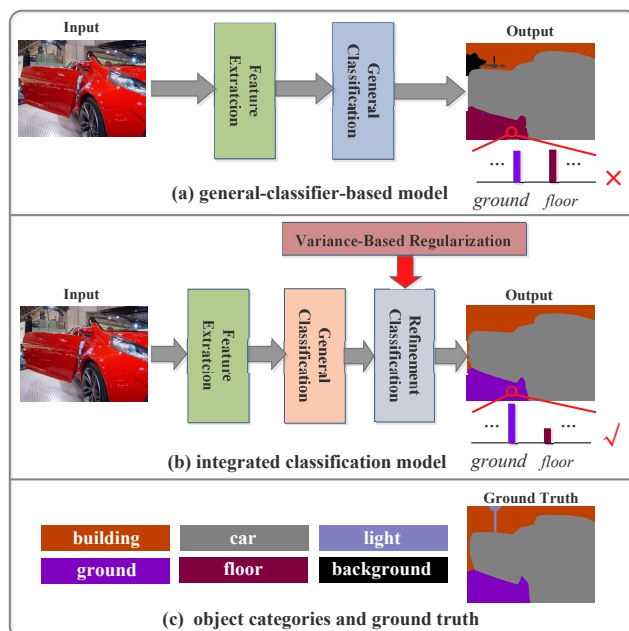 Input
Output
Feature
Extratcion
General
Classification
... ...
ground floor ×
(a) general-classifier-based model
Variance-Based Regularization
Input
Output
Feature
Extratcion
General
Classification
Refinement
Classification
... ...
ground floor √
(b) integrated classification model
Ground Truth
building car light
ground floor background
(c) object categories and ground truth